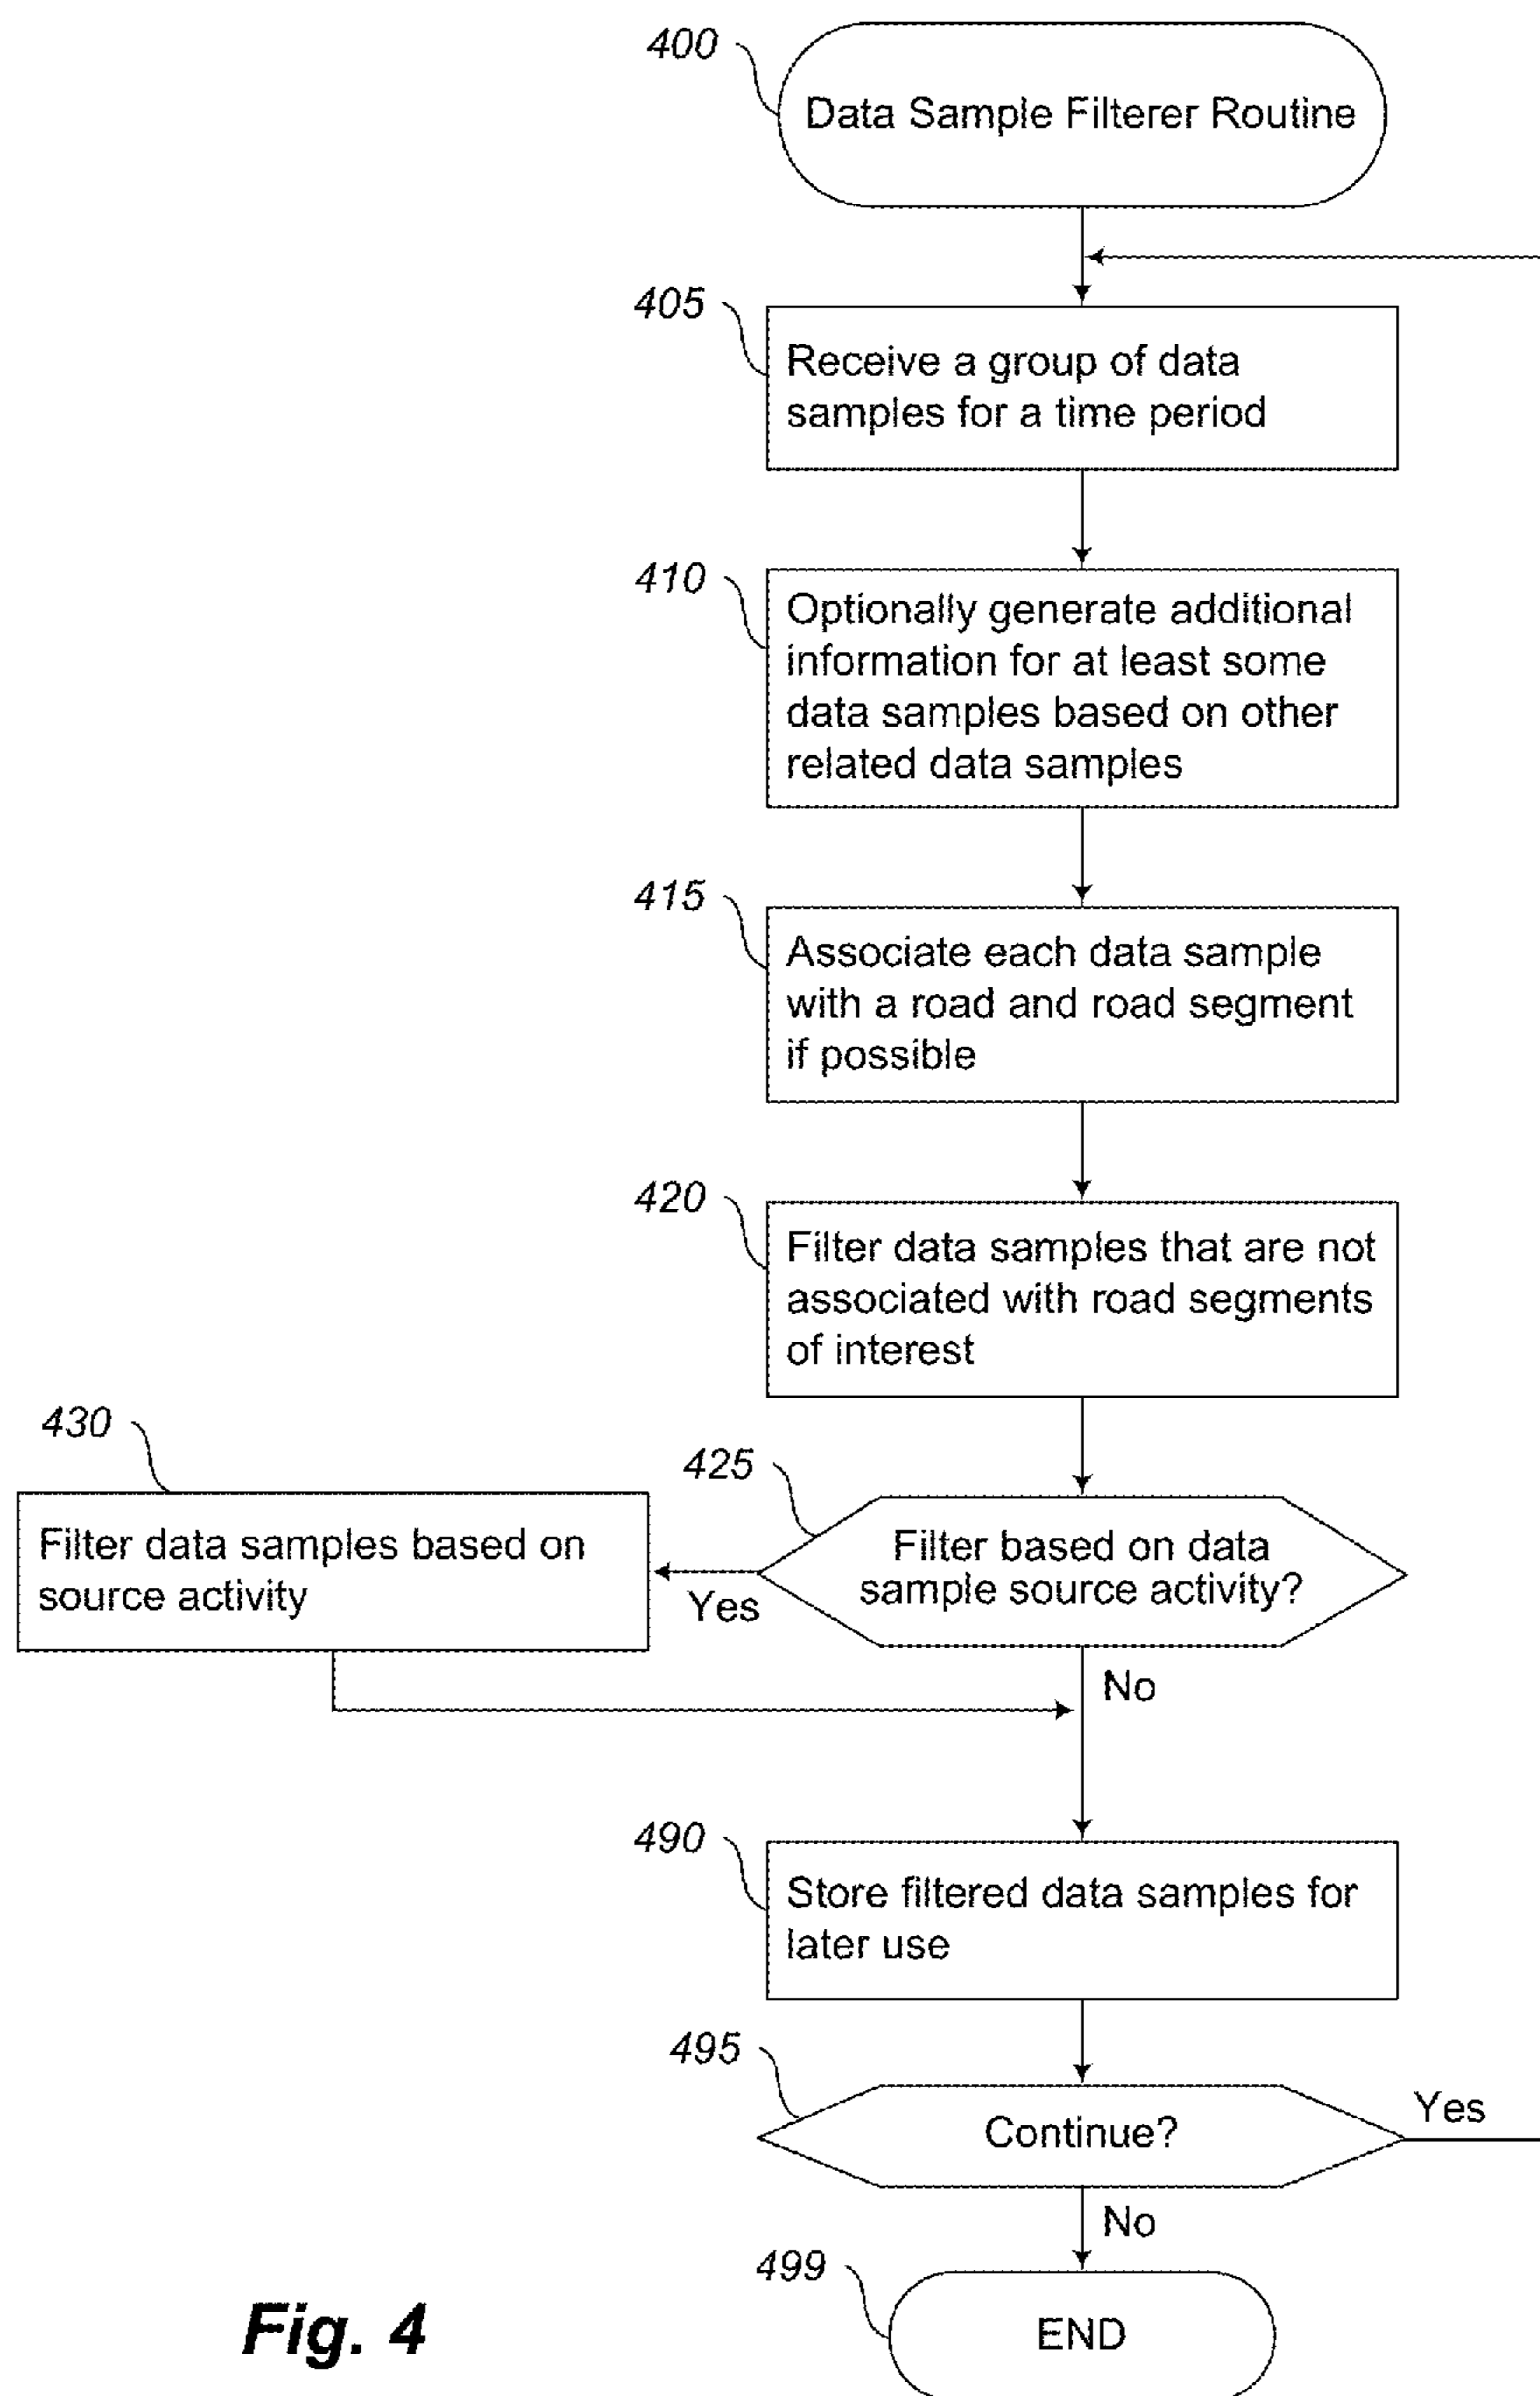 400
Data Sample Filterer Routine
405
Receive a group of data
samples for a time period
410
Optionally generate additional
information for at least some
data samples based on other
related data samples
415
Associate each data sample
with a road and road segment
if possible
420
Filter data samples that are not
associated with road segments
of interest
430
425
Filter data samples based on
source activity
Filter based on data
sample source activity?
Yes
No
490
Store filtered data samples for
later use
495
Continue?
Yes
No
499
END
Fig. 4